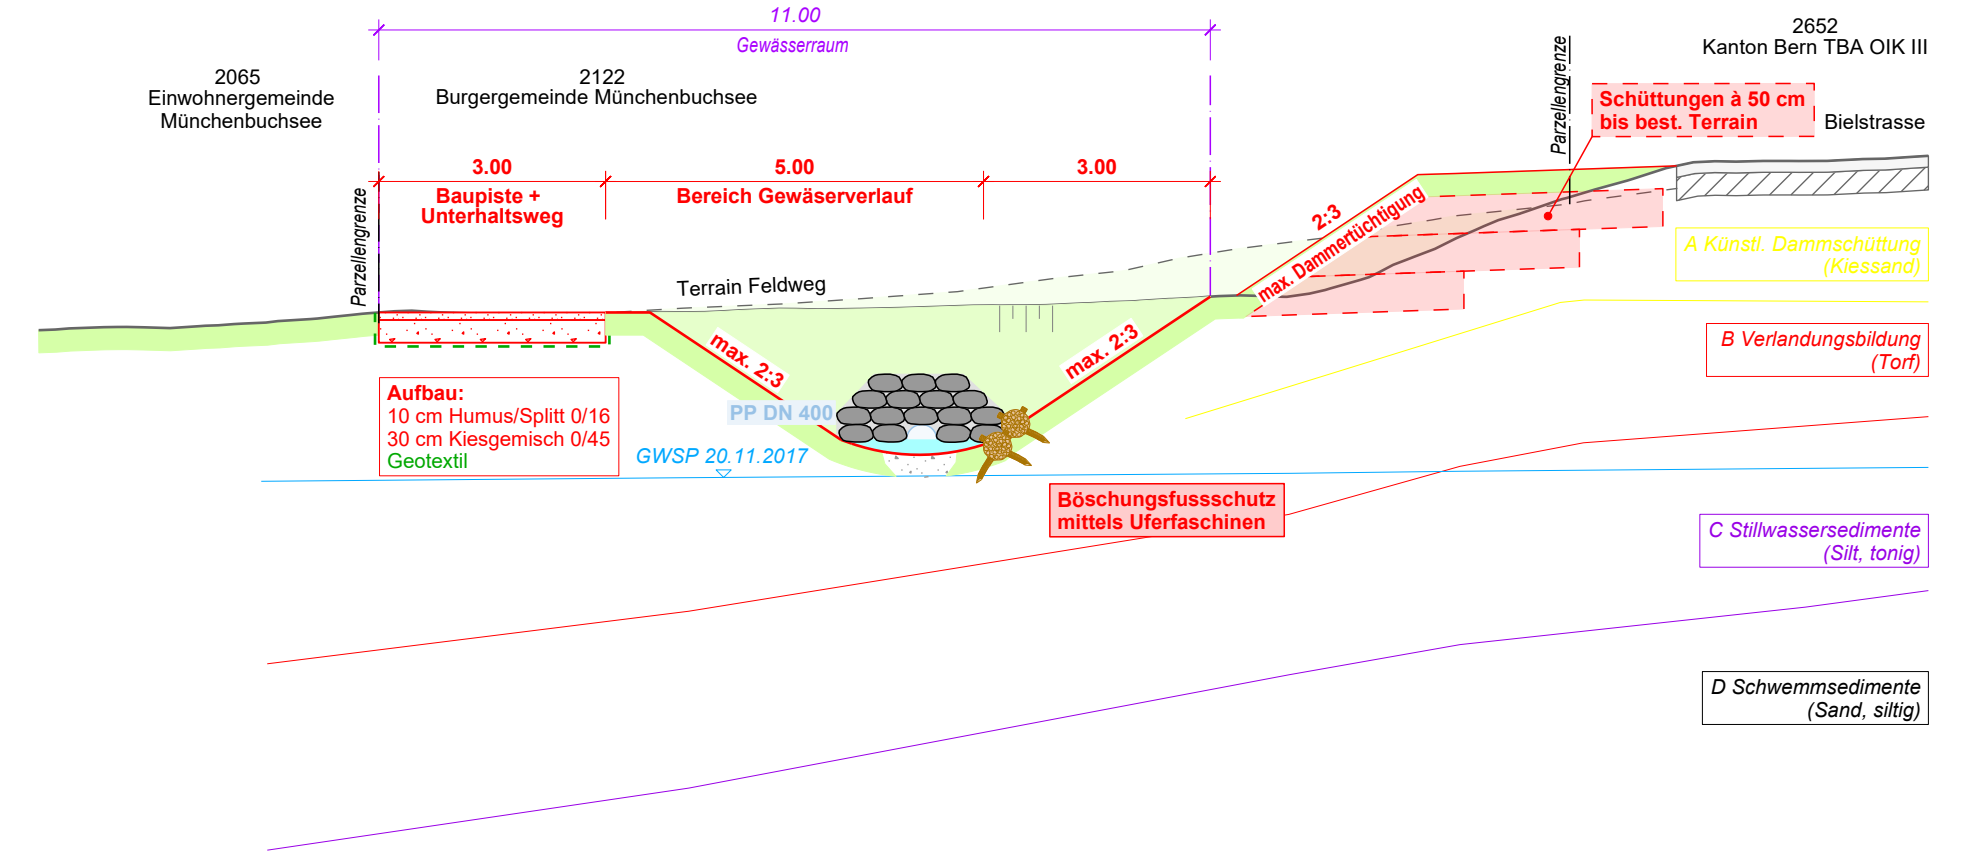 11.00
Gewässerraum
2652
Kanton Bern TBA OIK III
2065
Einwohnergemeinde
Münchenbuchsee
2122
Burgergemeinde Münchenbuchsee
Parzellengrenze
Schüttungen à 50 cm
bis best. Terrain
Bielstrasse
3.00
5.00
3.00
Baupiste +
Unterhaltsweg
Bereich Gewäserverlauf
Parzellengrenze
2:3
max. Dammertüchtigung
A Künstl. Dammschüttung
(Kiessand)
Terrain Feldweg
max. 2:3
max. 2:3
B Verlandungsbildung
(Torf)
Aufbau:
10 cm Humus/Splitt 0/16
30 cm Kiesgemisch 0/45
Geotextil
PP DN 400
GWSP 20.11.2017
Böschungsfussschutz
mittels Uferfaschinen
C Stillwassersedimente
(Silt, tonig)
D Schwemmsedimente
(Sand, siltig)